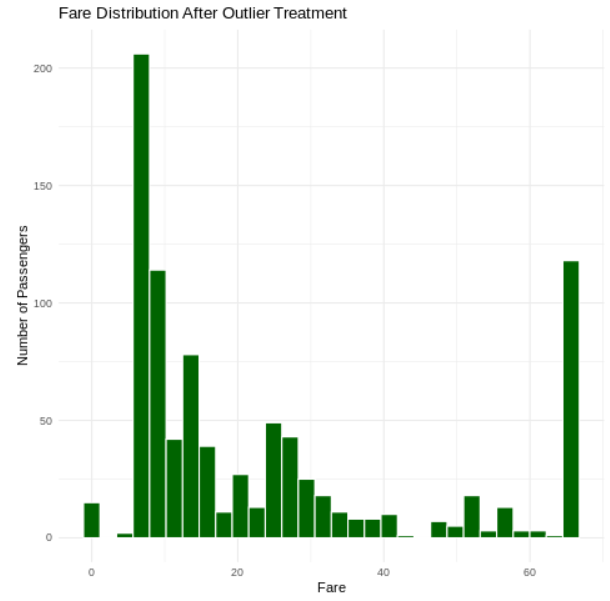 Fare Distribution After Outlier Treatment
200
150
100
50
0
Number of Passengers
0 20 40 60
Fare